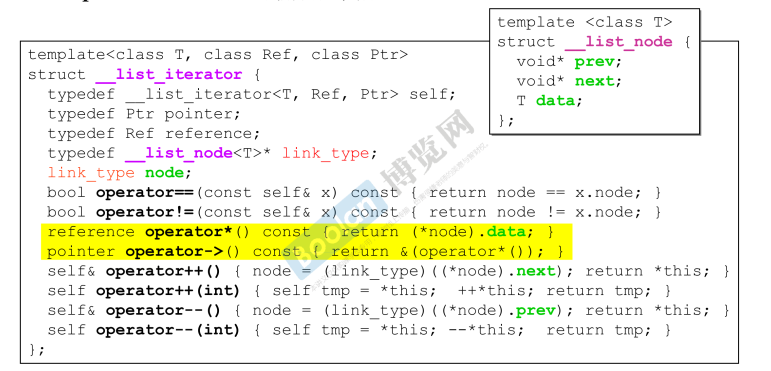 template <class T>
struct __list_node {
void* prev;
void* next;
T data;
};
template<class T, class Ref, class Ptr>
struct __list_iterator {
typedef __list_iterator<T, Ref, Ptr> self;
typedef Ptr pointer;
typedef Ref reference;
typedef __list_node<T>* link_type;
link_type node;
bool operator==(const self& x) const { return node == x.node; }
bool operator!=(const self& x) const { return node != x.node; }
reference operator*() const { return (*node).data; }
pointer operator->() const { return &(operator*()); }
self& operator++() { node = (link_type)((*node).next); return *this; }
self operator++(int) { self tmp = *this; ++*this; return tmp; }
self& operator--() { node = (link_type)((*node).prev); return *this; }
self operator--(int) { self tmp = *this; --*this; return tmp; }
};
Boolan 博览网